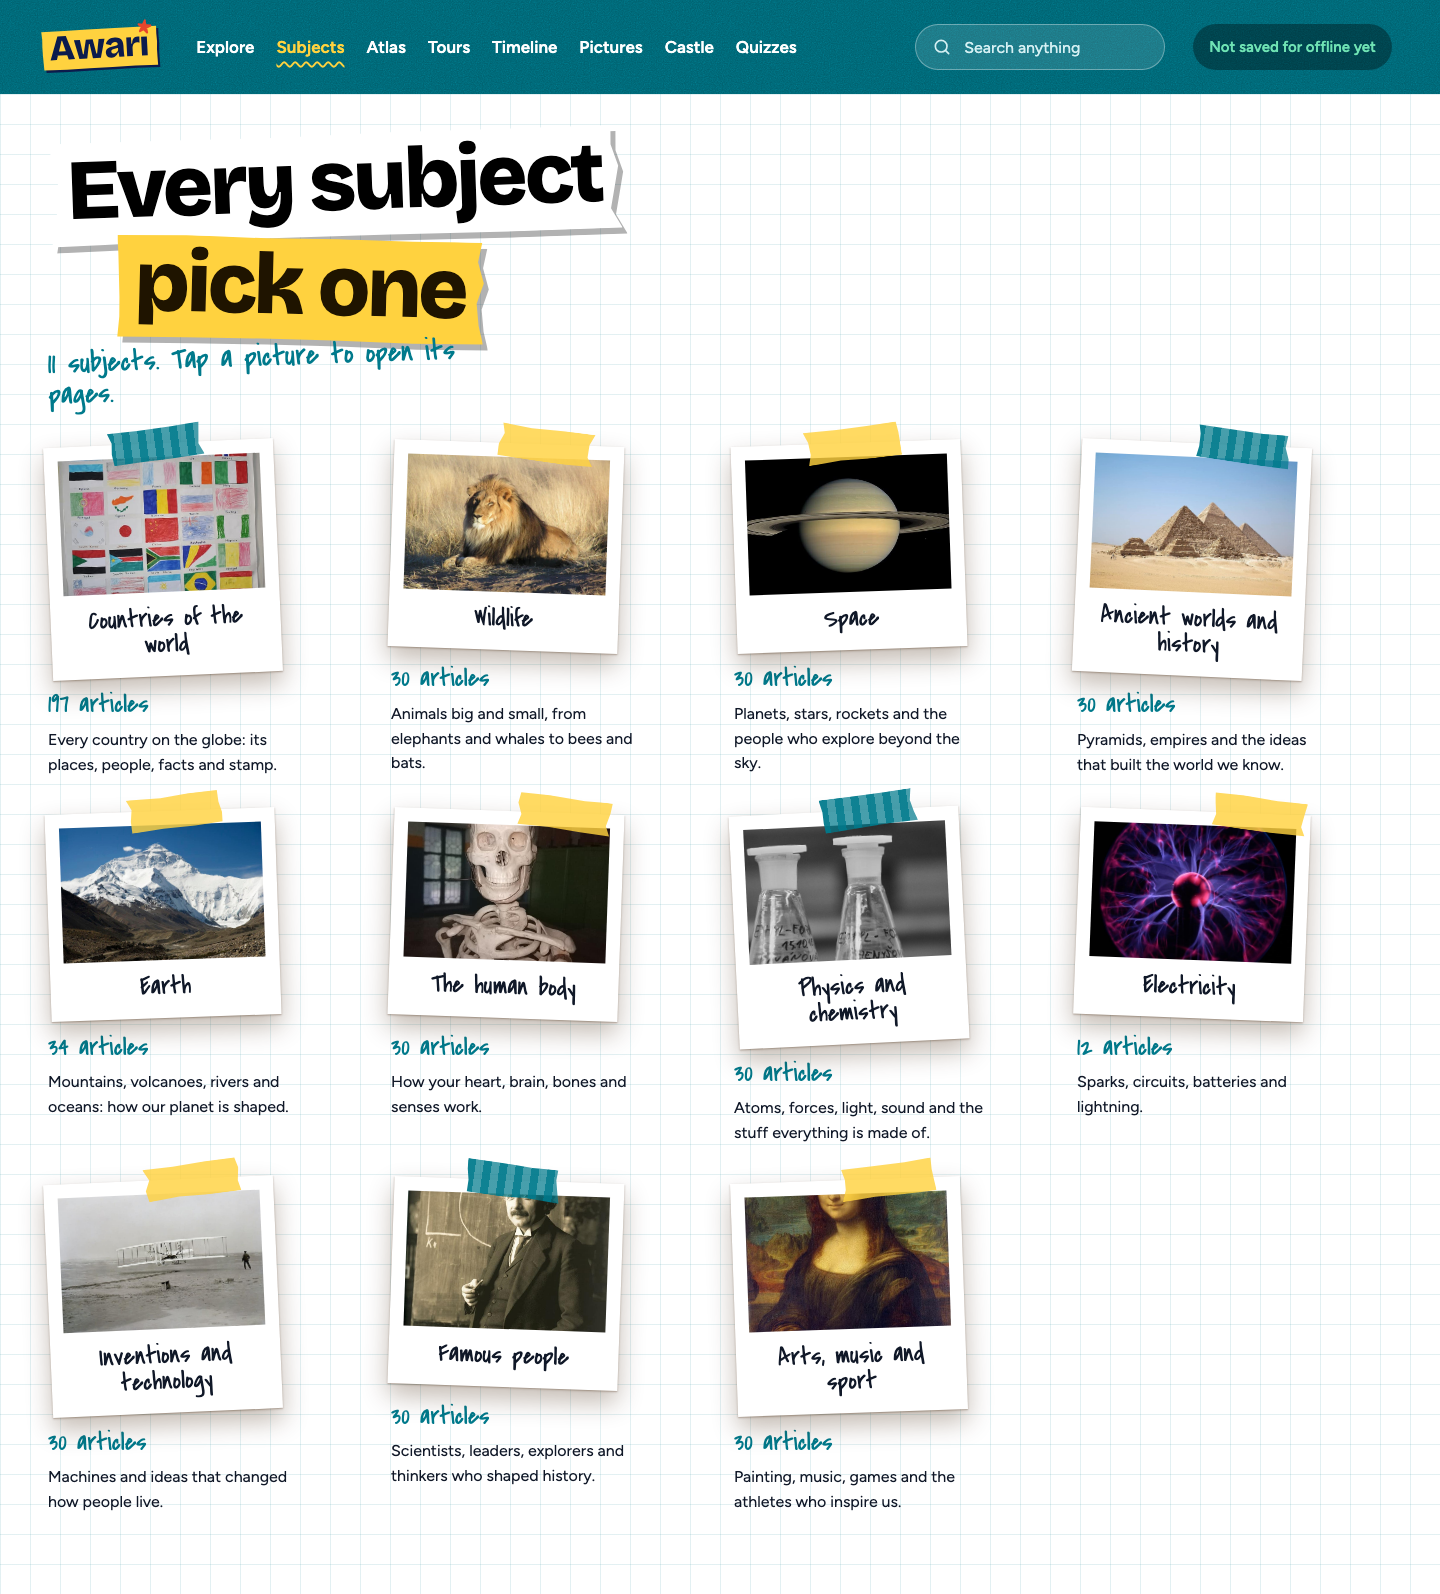 Awari
Explore
Subjects
Atlas
Tours
Timeline
Pictures
Castle
Quizzes
Search anything
Not saved for offline yet
Every subject
pick one
11 subjects. Tap a picture to open its
pages.
Countries of the
world
197 articles
Every country on the globe: its
places, people, facts and stamp.
Wildlife
30 articles
Animals big and small, from
elephants and whales to bees and
bats.
Space
30 articles
Planets, stars, rockets and the
people who explore beyond the
sky.
Ancient worlds and
history
30 articles
Pyramids, empires and the ideas
that built the world we know.
Earth
34 articles
Mountains, volcanoes, rivers and
oceans: how our planet is shaped.
The human body
30 articles
How your heart, brain, bones and
senses work.
Physics and
chemistry
30 articles
Atoms, forces, light, sound and the
stuff everything is made of.
Electricity
12 articles
Sparks, circuits, batteries and
lightning.
Inventions and
technology
30 articles
Machines and ideas that changed
how people live.
Famous people
30 articles
Scientists, leaders, explorers and
thinkers who shaped history.
Arts, music and
sport
30 articles
Painting, music, games and the
athletes who inspire us.